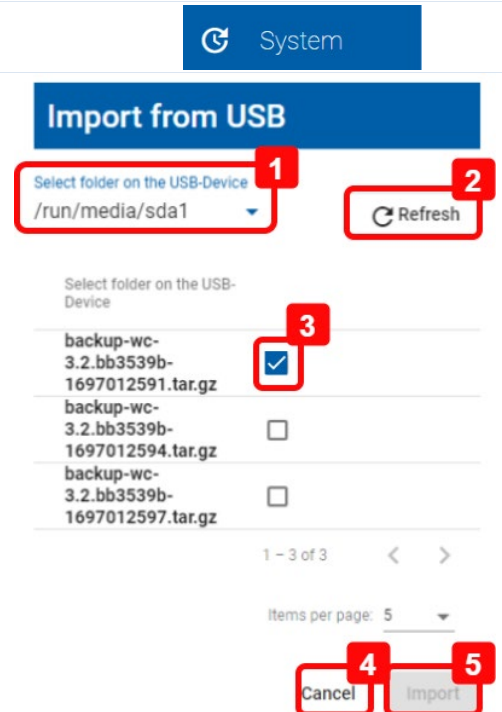 System
Import from USB
1
Select folder on the USB-Device
2
/run/media/sda1
Refresh
Select folder on the USB-
Device
3
backup-wc-
3.2.bb3539b-
1697012591.tar.gz
backup-wc-
3.2.bb3539b-
1697012594.tar.gz
backup-wc-
3.2.bb3539b-
1697012597.tar.gz
1 – 3 of 3
Items per page: 5
4
5
Cancel
Import